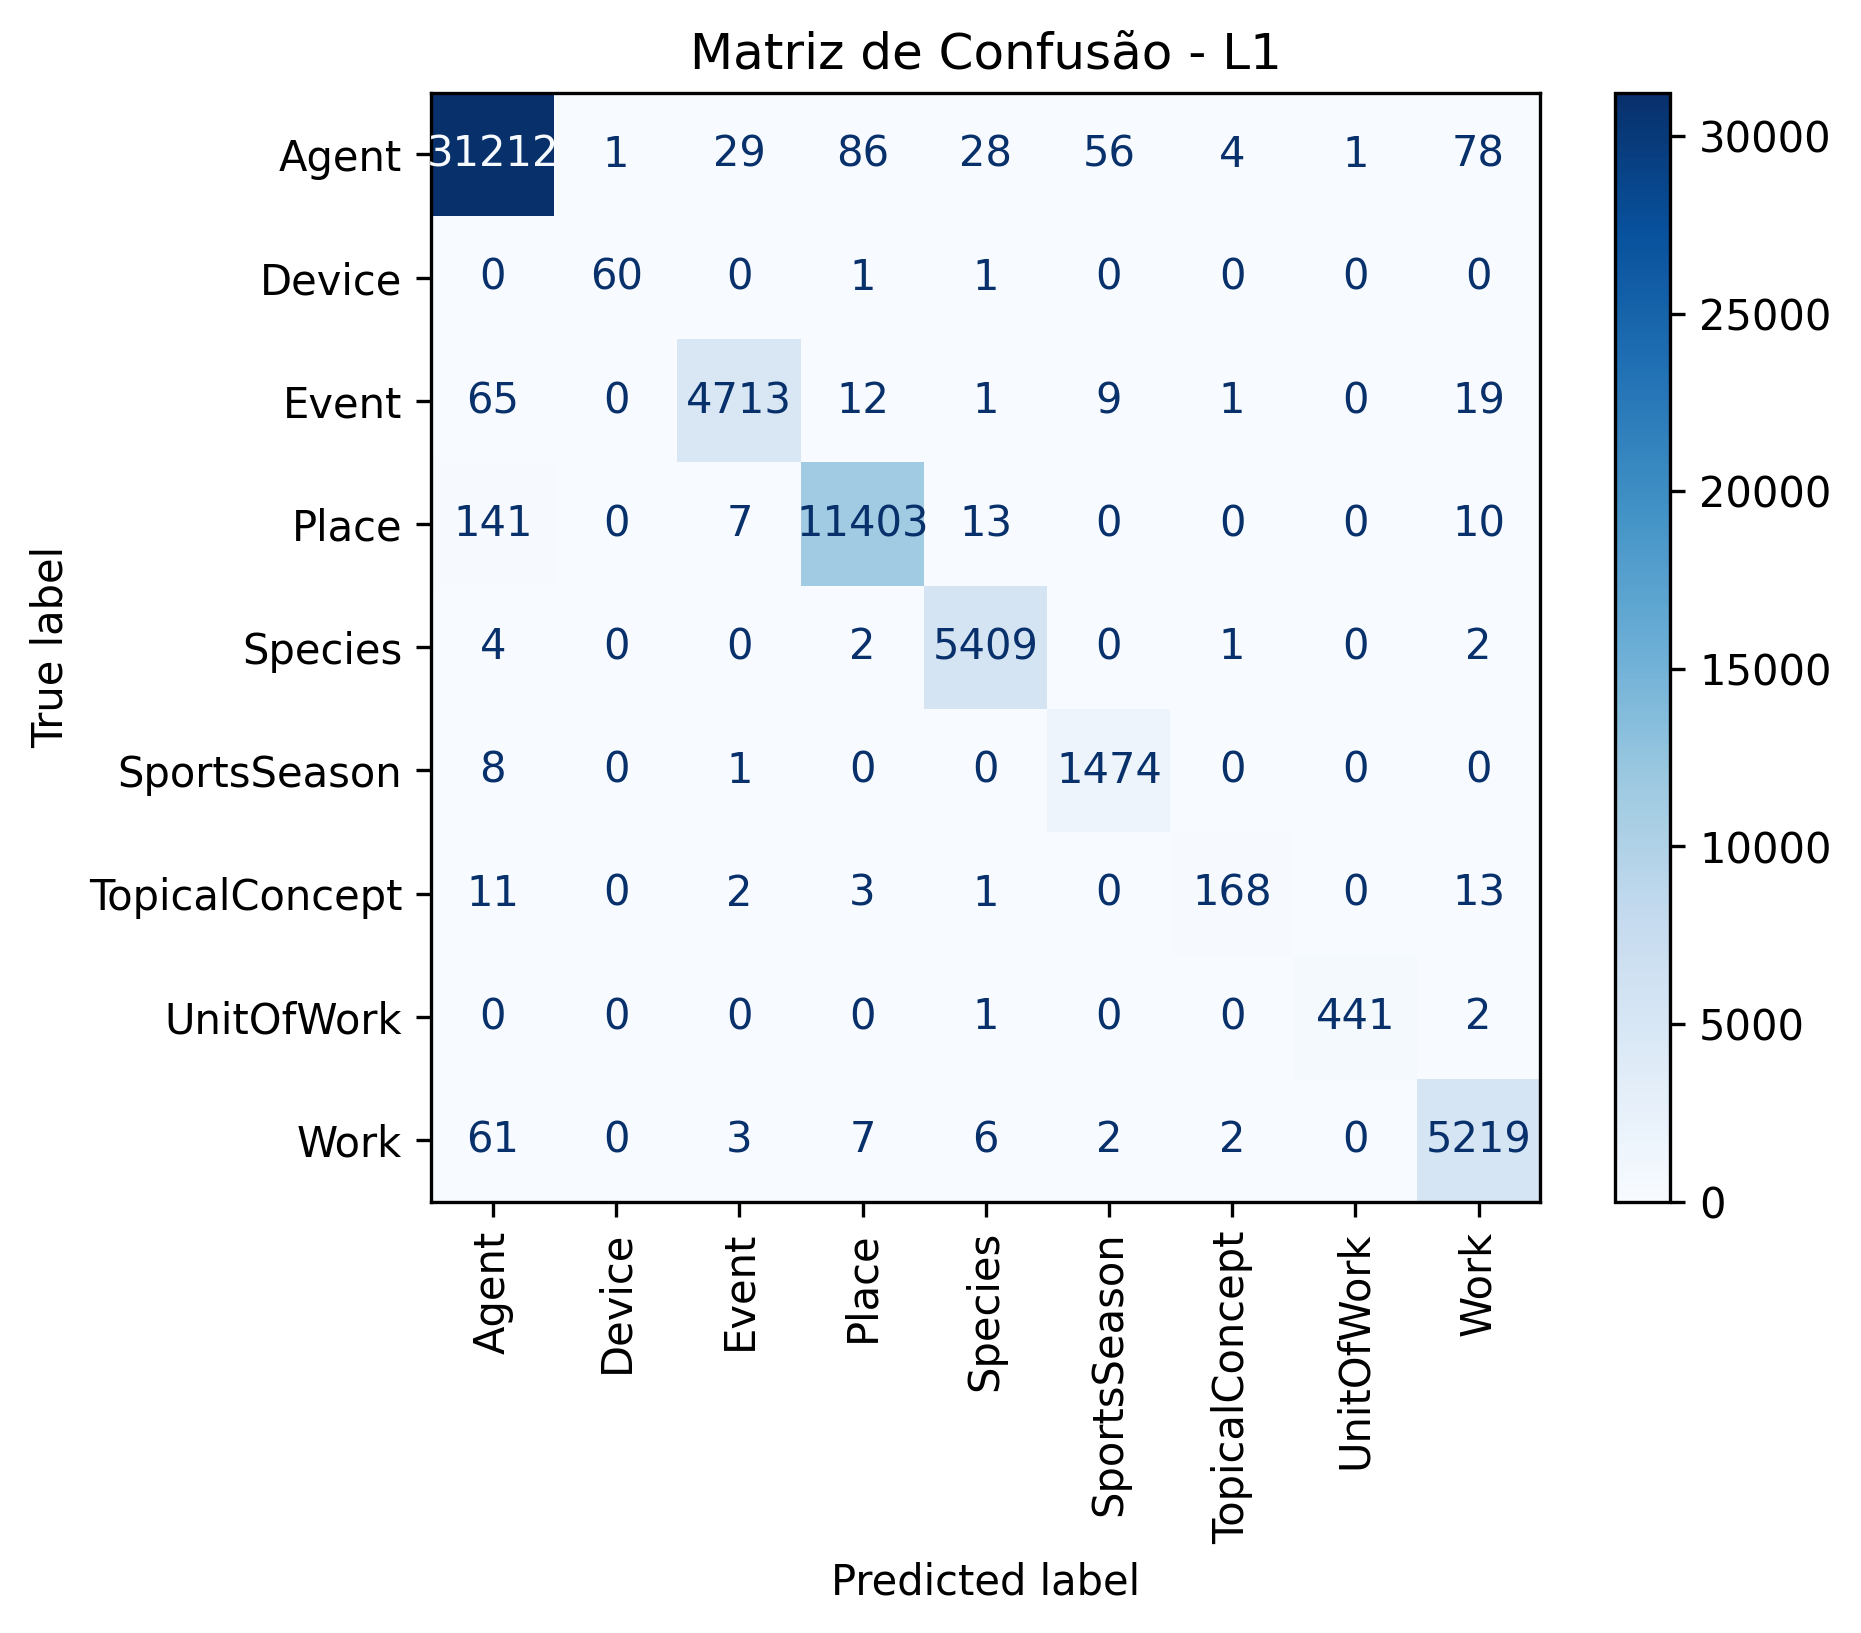 Matriz de Confusão - L1
Agent 31212 1 29 86 28 56 4 1 78
Device 0 60 0 1 1 0 0 0 0
Event 65 0 4713 12 1 9 1 0 19
Place 141 0 7 11403 13 0 0 0 10
Species 4 0 0 2 5409 0 1 0 2
SportsSeason 8 0 1 0 0 1474 0 0 0
TopicalConcept 11 0 2 3 1 0 168 0 13
UnitOfWork 0 0 0 0 1 0 0 441 2
Work 61 0 3 7 6 2 2 0 5219
True label
Agent Device Event Place Species SportsSeason TopicalConcept UnitOfWork Work
Predicted label
30000
25000
20000
15000
10000
5000
0